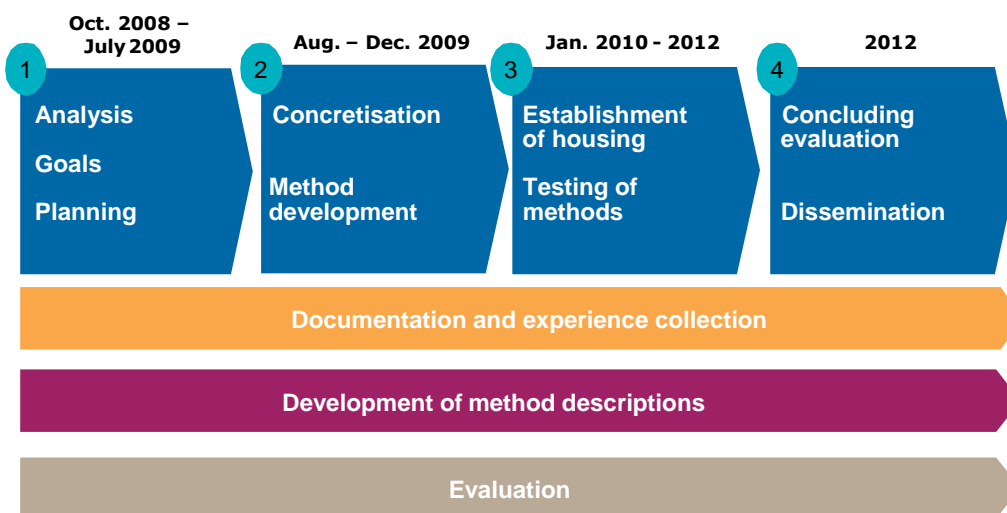 Oct. 2008 –
July 2009
Aug. – Dec. 2009
Jan. 2010 - 2012
2012
1
Analysis
Goals
Planning
2
Concretisation
Method
development
3
Establishment
of housing
Testing of
methods
4
Concluding
evaluation
Dissemination
Documentation and experience collection
Development of method descriptions
Evaluation